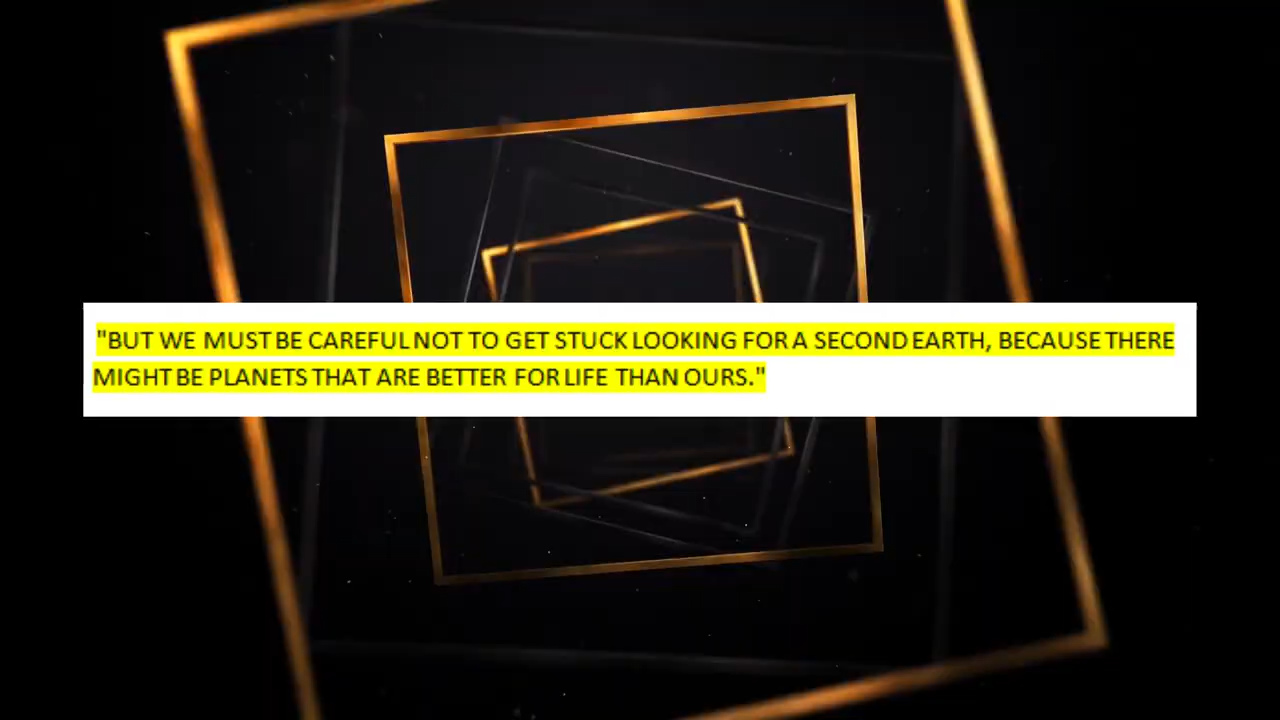 "BUT WE MUST BE CAREFUL NOT TO GET STUCK LOOKING FOR A SECOND EARTH, BECAUSE THERE
MIGHT BE PLANETS THAT ARE BETTER FOR LIFE THAN OURS."